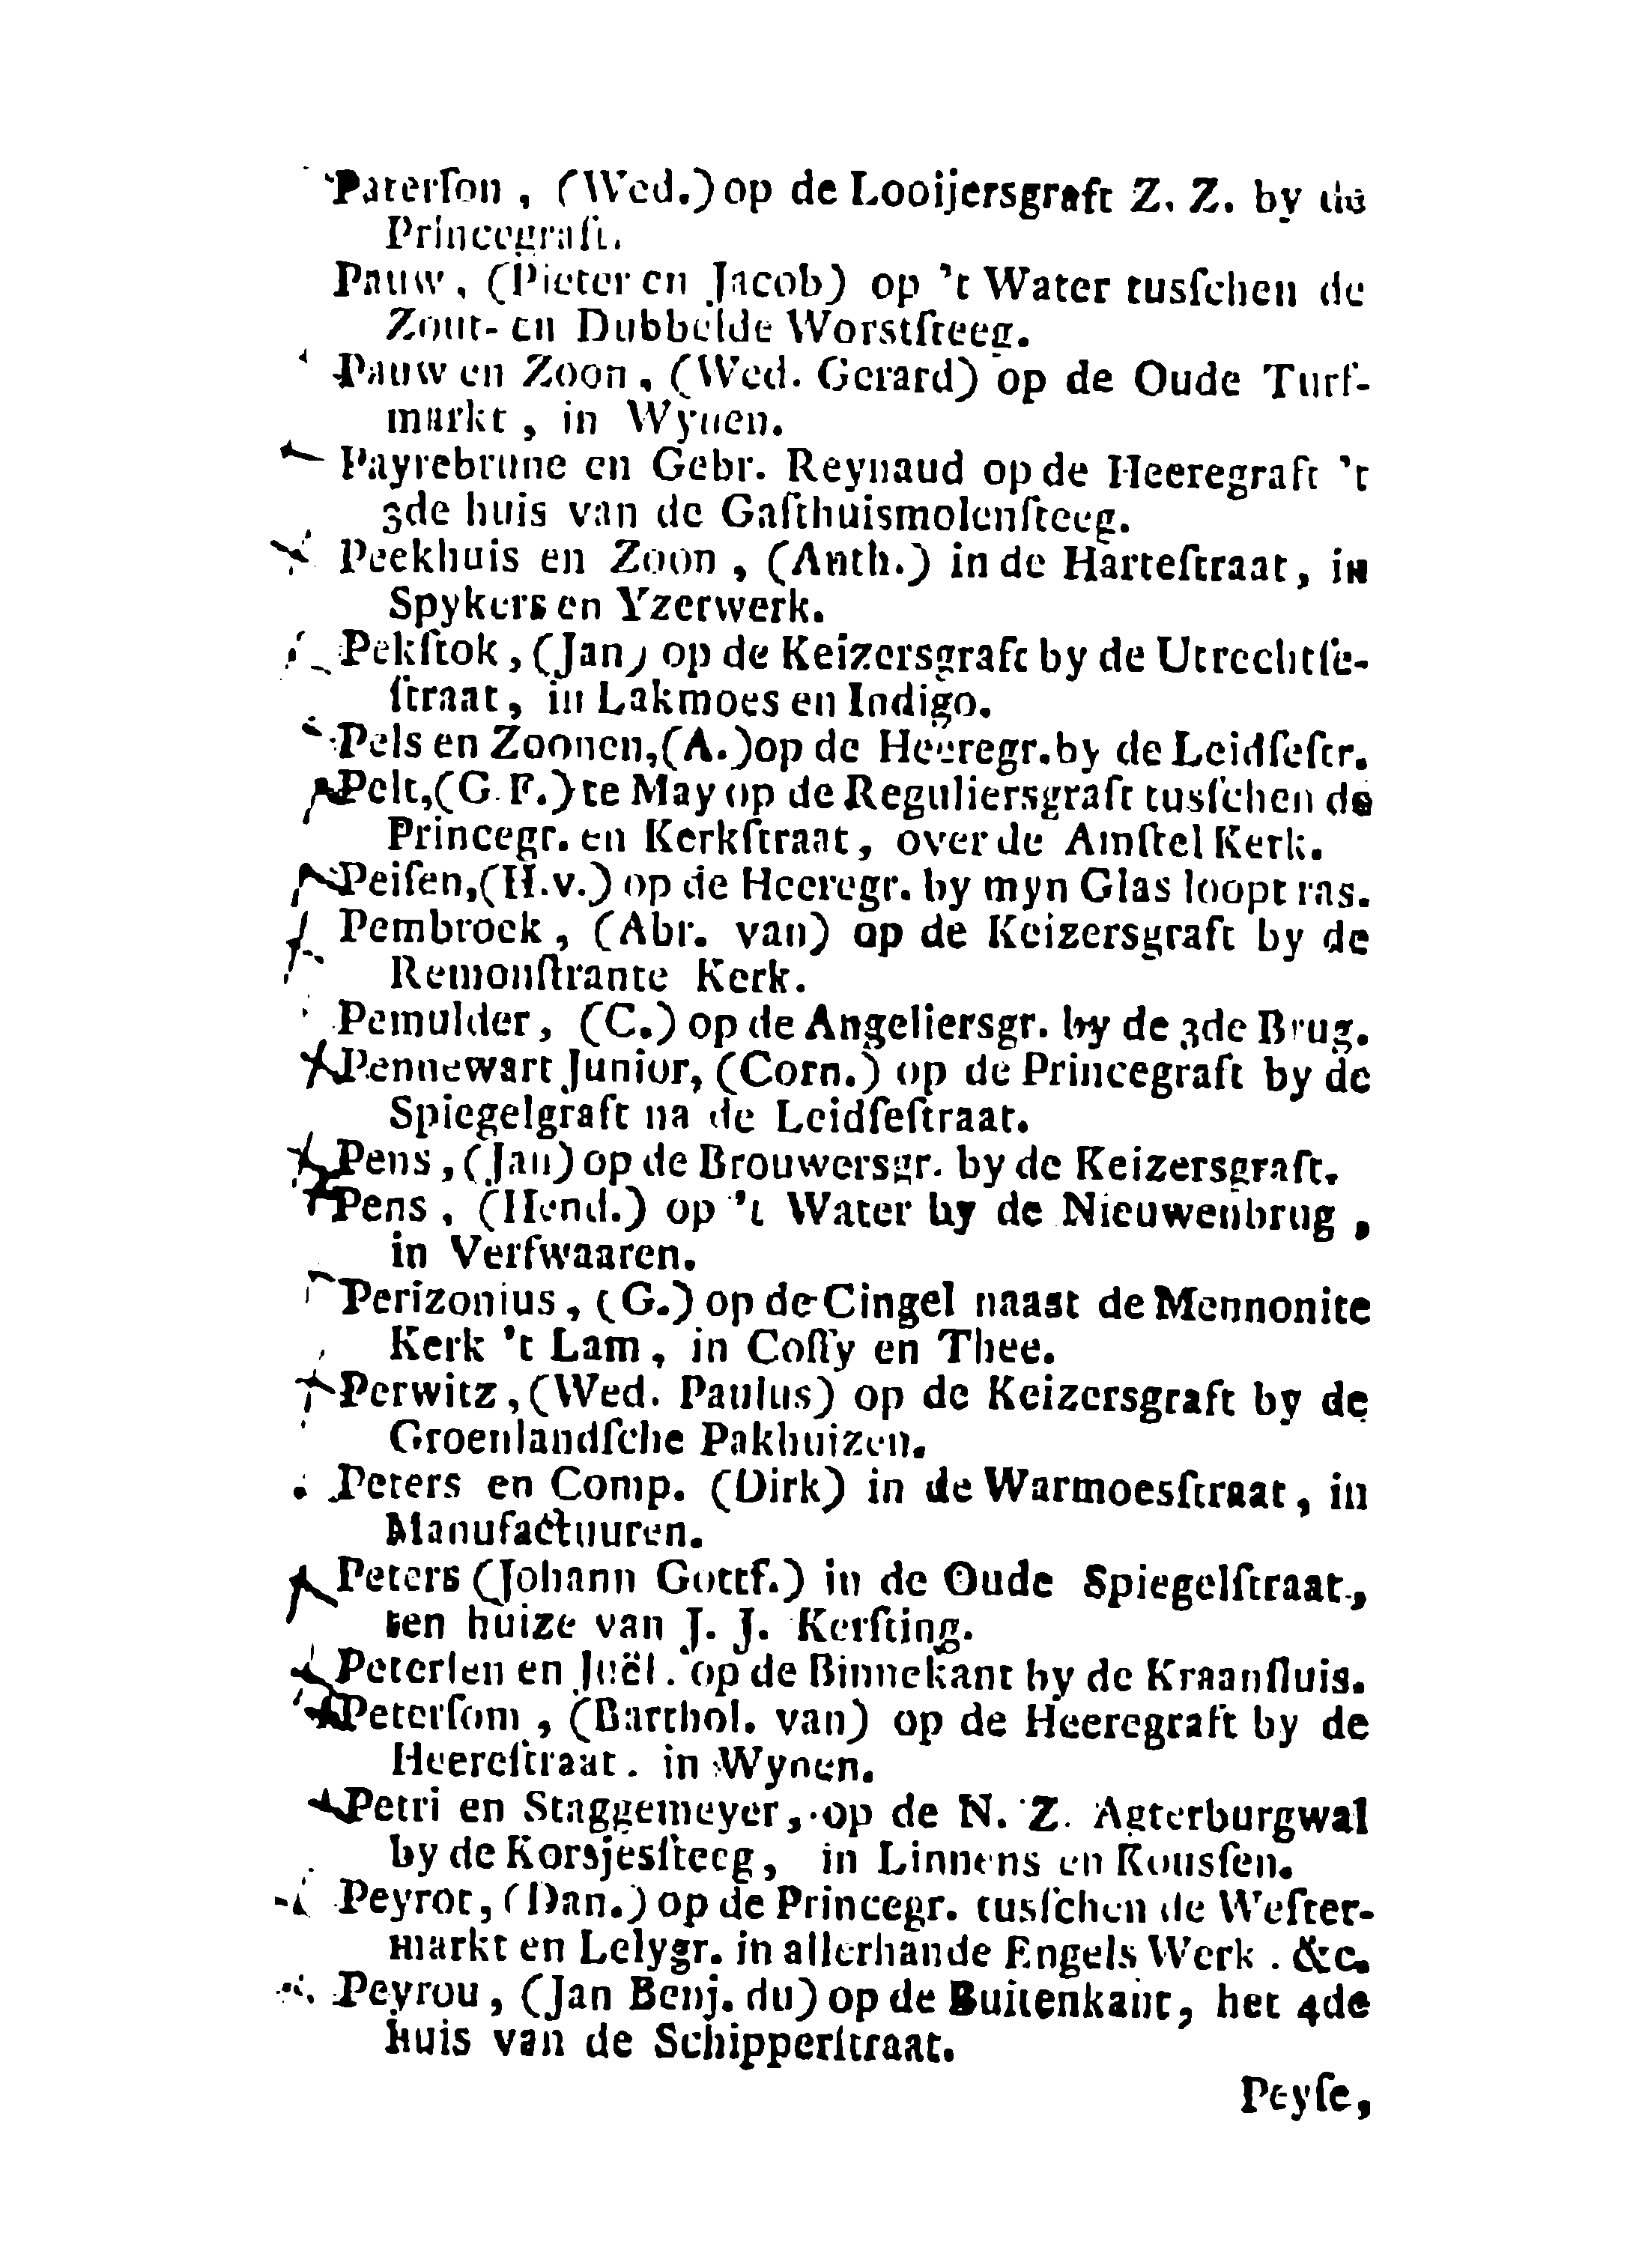 Paterſon, (Wed.) op de Looijersgraft Z. Z. by de
Princegraft.
Pauw, (Pieter en Jacob) op 't Water tusſchen de
Zout- en Dubbelde Worstſteeg.
Pauw en Zoon, (Wed. Gerard) op de Oude Turf-
markt, in Wynen.
Payrebrune en Gebr. Reynaud op de Heeregraft 't
3de huis van de Gaſthuismolenſteeg.
Peekhuis en Zoon, (Anth.) in de Harteſtraat, in
Spykers en Yzerwerk.
Pekſtok, (Jan) op de Keizersgraft by de Utrechtſe-
ſtraat, in Lakmoes en Indigo.
Pels en Zoonen, (A.) op de Heeregr. by de Leidſeſtr.
Pelt, (G. F.) te May op de Reguliersgraft tusſchen de
Princegr. en Kerkſtraat, over de Amſtel Kerk.
Pelſen, (H. v.) op de Heeregr. by myn Glas loopt ras.
Pembroek, (Abr. van) op de Keizersgraft by de
Remonſtrante Kerk.
Pemulder, (C.) op de Angeliersgr. by de 3de Brug.
Pennewart Junior, (Corn.) op de Princegraft by de
Spiegelgraft na de Leidſeſtraat.
Pens, (Jan) op de Brouwersgr. by de Keizersgraft.
Pens, (Hend.) op 't Water by de Nieuwenbrug,
in Verfwaaren.
Perizonius, (G.) op de Cingel naast de Mennonite
Kerk 't Lam, in Coffy en Thee.
Perwitz, (Wed. Paulus) op de Keizersgraft by de
Groenlandſche Pakhuizen.
Peters en Comp. (Dirk) in de Warmoesſtraat, in
Manufactuuren.
Peters (Johann Gottf.) in de Oude Spiegelſtraat,
ten huize van J. J. Kerſting.
Peterſen en Juël. op de Binnekant by de Kraanſluis.
Peterſom, (Barthol. van) op de Heeregraft by de
Heereſtraat. in Wynen.
Petri en Staggemeyer, op de N. Z. Agterburgwal
by de Korsjesſteeg, in Linnens en Kousſen.
Peyrot, (Dan.) op de Princegr. tusſchen de Weſter-
markt en Lelygr. in allerhande Engels Werk. &c.
Peyrou, (Jan Benj. du) op de Buitenkant, het 4de
huis van de Schipperſtraat.
Peyſe,